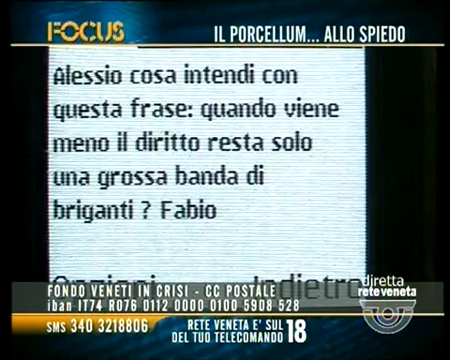 FOCUS
IL PORCELLUM... ALLO SPIEDO
Alessio cosa intendi con
questa frase: quando viene
meno il diritto resta solo
una grossa banda di
briganti ? Fabio
Opzioni Indietro
diretta
reteveneta
FONDO VENETI IN CRISI - CC POSTALE
iban IT74 R076 0112 0000 0100 5908 528
SMS 340 3218806
RETE VENETA E' SUL 18
DEL TUO TELECOMANDO